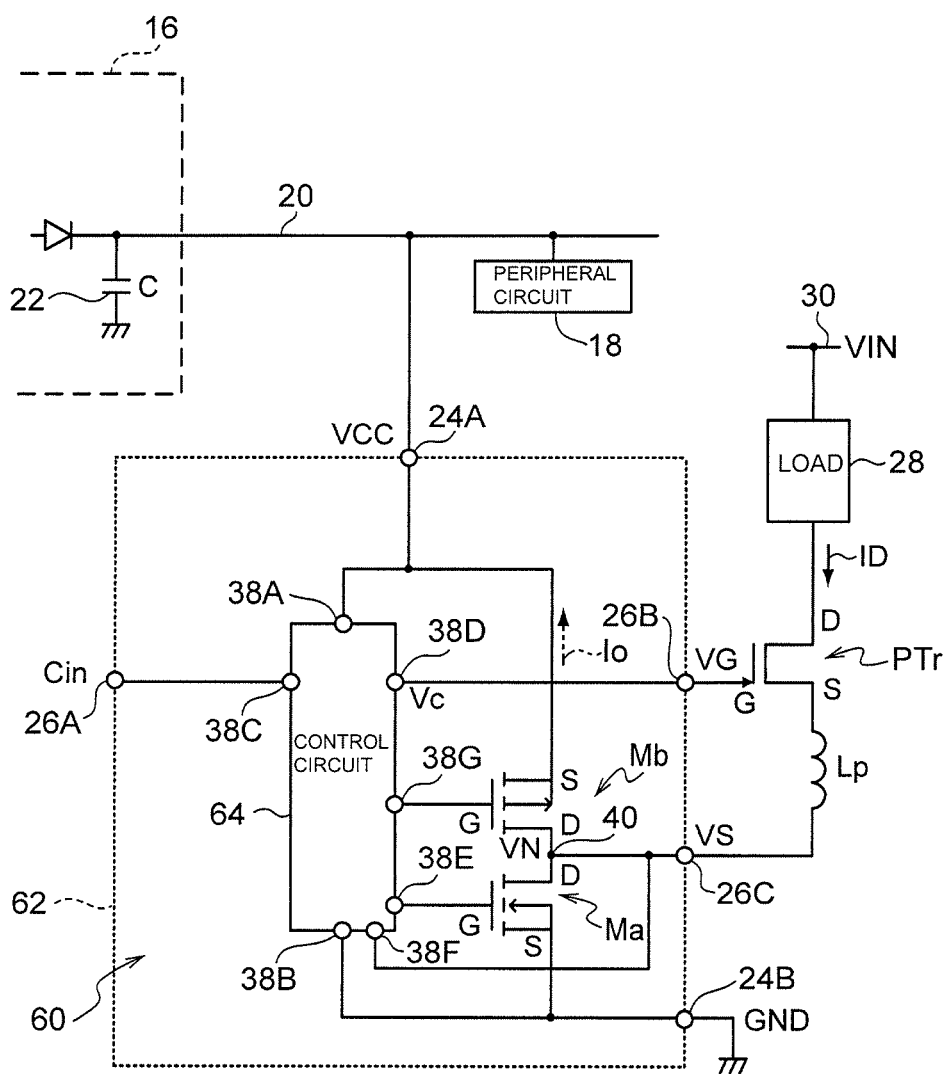 16
20
22
C
PERIPHERAL
CIRCUIT
18
30
VIN
VCC
24A
LOAD
28
ID
38A
38D
26B
Io
D
VG
PTr
Cin
Vc
G
S
26A
38C
CONTROL
CIRCUIT
Mb
Lp
38G
S
64
G
D
40
VN
VS
38E
D
26C
62
G
Ma
S
38B
38F
24B
60
GND